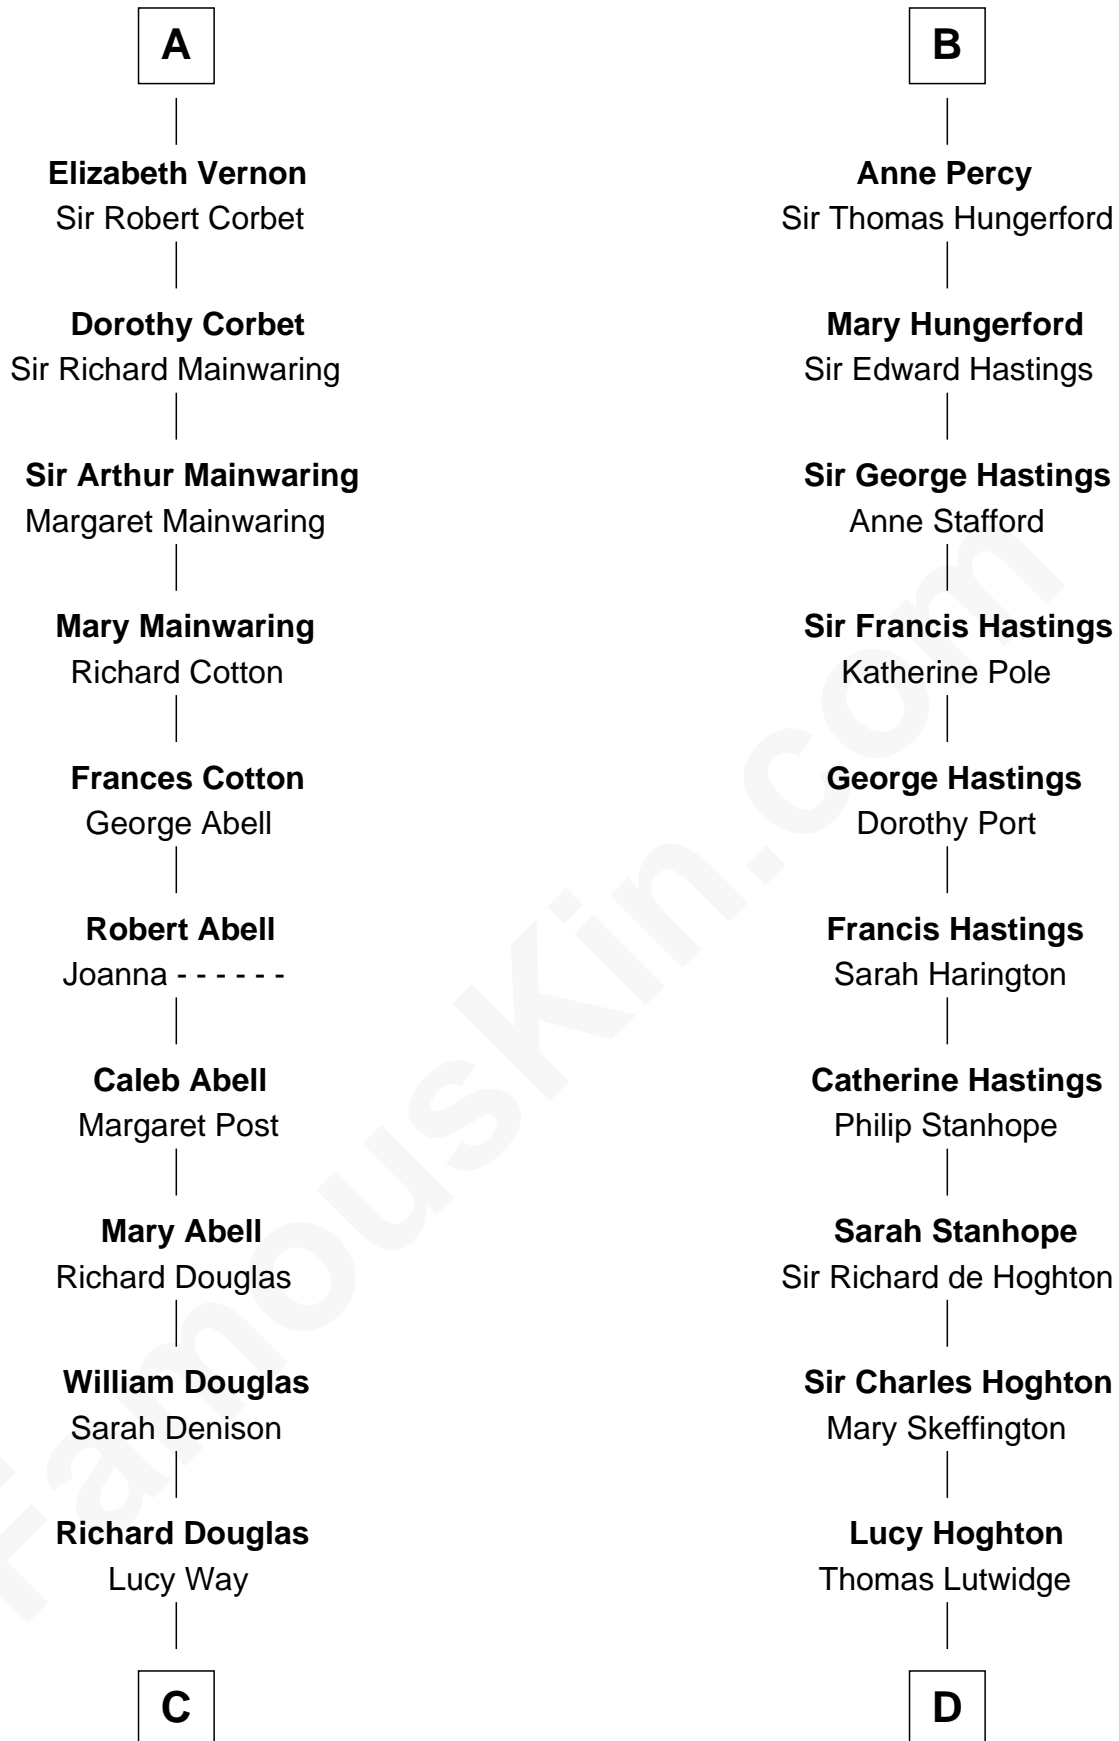 A
Elizabeth Vernon
Sir Robert Corbet
Dorothy Corbet
Sir Richard Mainwaring
Sir Arthur Mainwaring
Margaret Mainwaring
Mary Mainwaring
Richard Cotton
Frances Cotton
George Abell
Robert Abell
Joanna - - - - - -
Caleb Abell
Margaret Post
Mary Abell
Richard Douglas
William Douglas
Sarah Denison
Richard Douglas
Lucy Way
C
B
Anne Percy
Sir Thomas Hungerford
Mary Hungerford
Sir Edward Hastings
Sir George Hastings
Anne Stafford
Sir Francis Hastings
Katherine Pole
George Hastings
Dorothy Port
Francis Hastings
Sarah Harington
Catherine Hastings
Philip Stanhope
Sarah Stanhope
Sir Richard de Hoghton
Sir Charles Hoghton
Mary Skeffington
Lucy Hoghton
Thomas Lutwidge
D
FamousKin.com